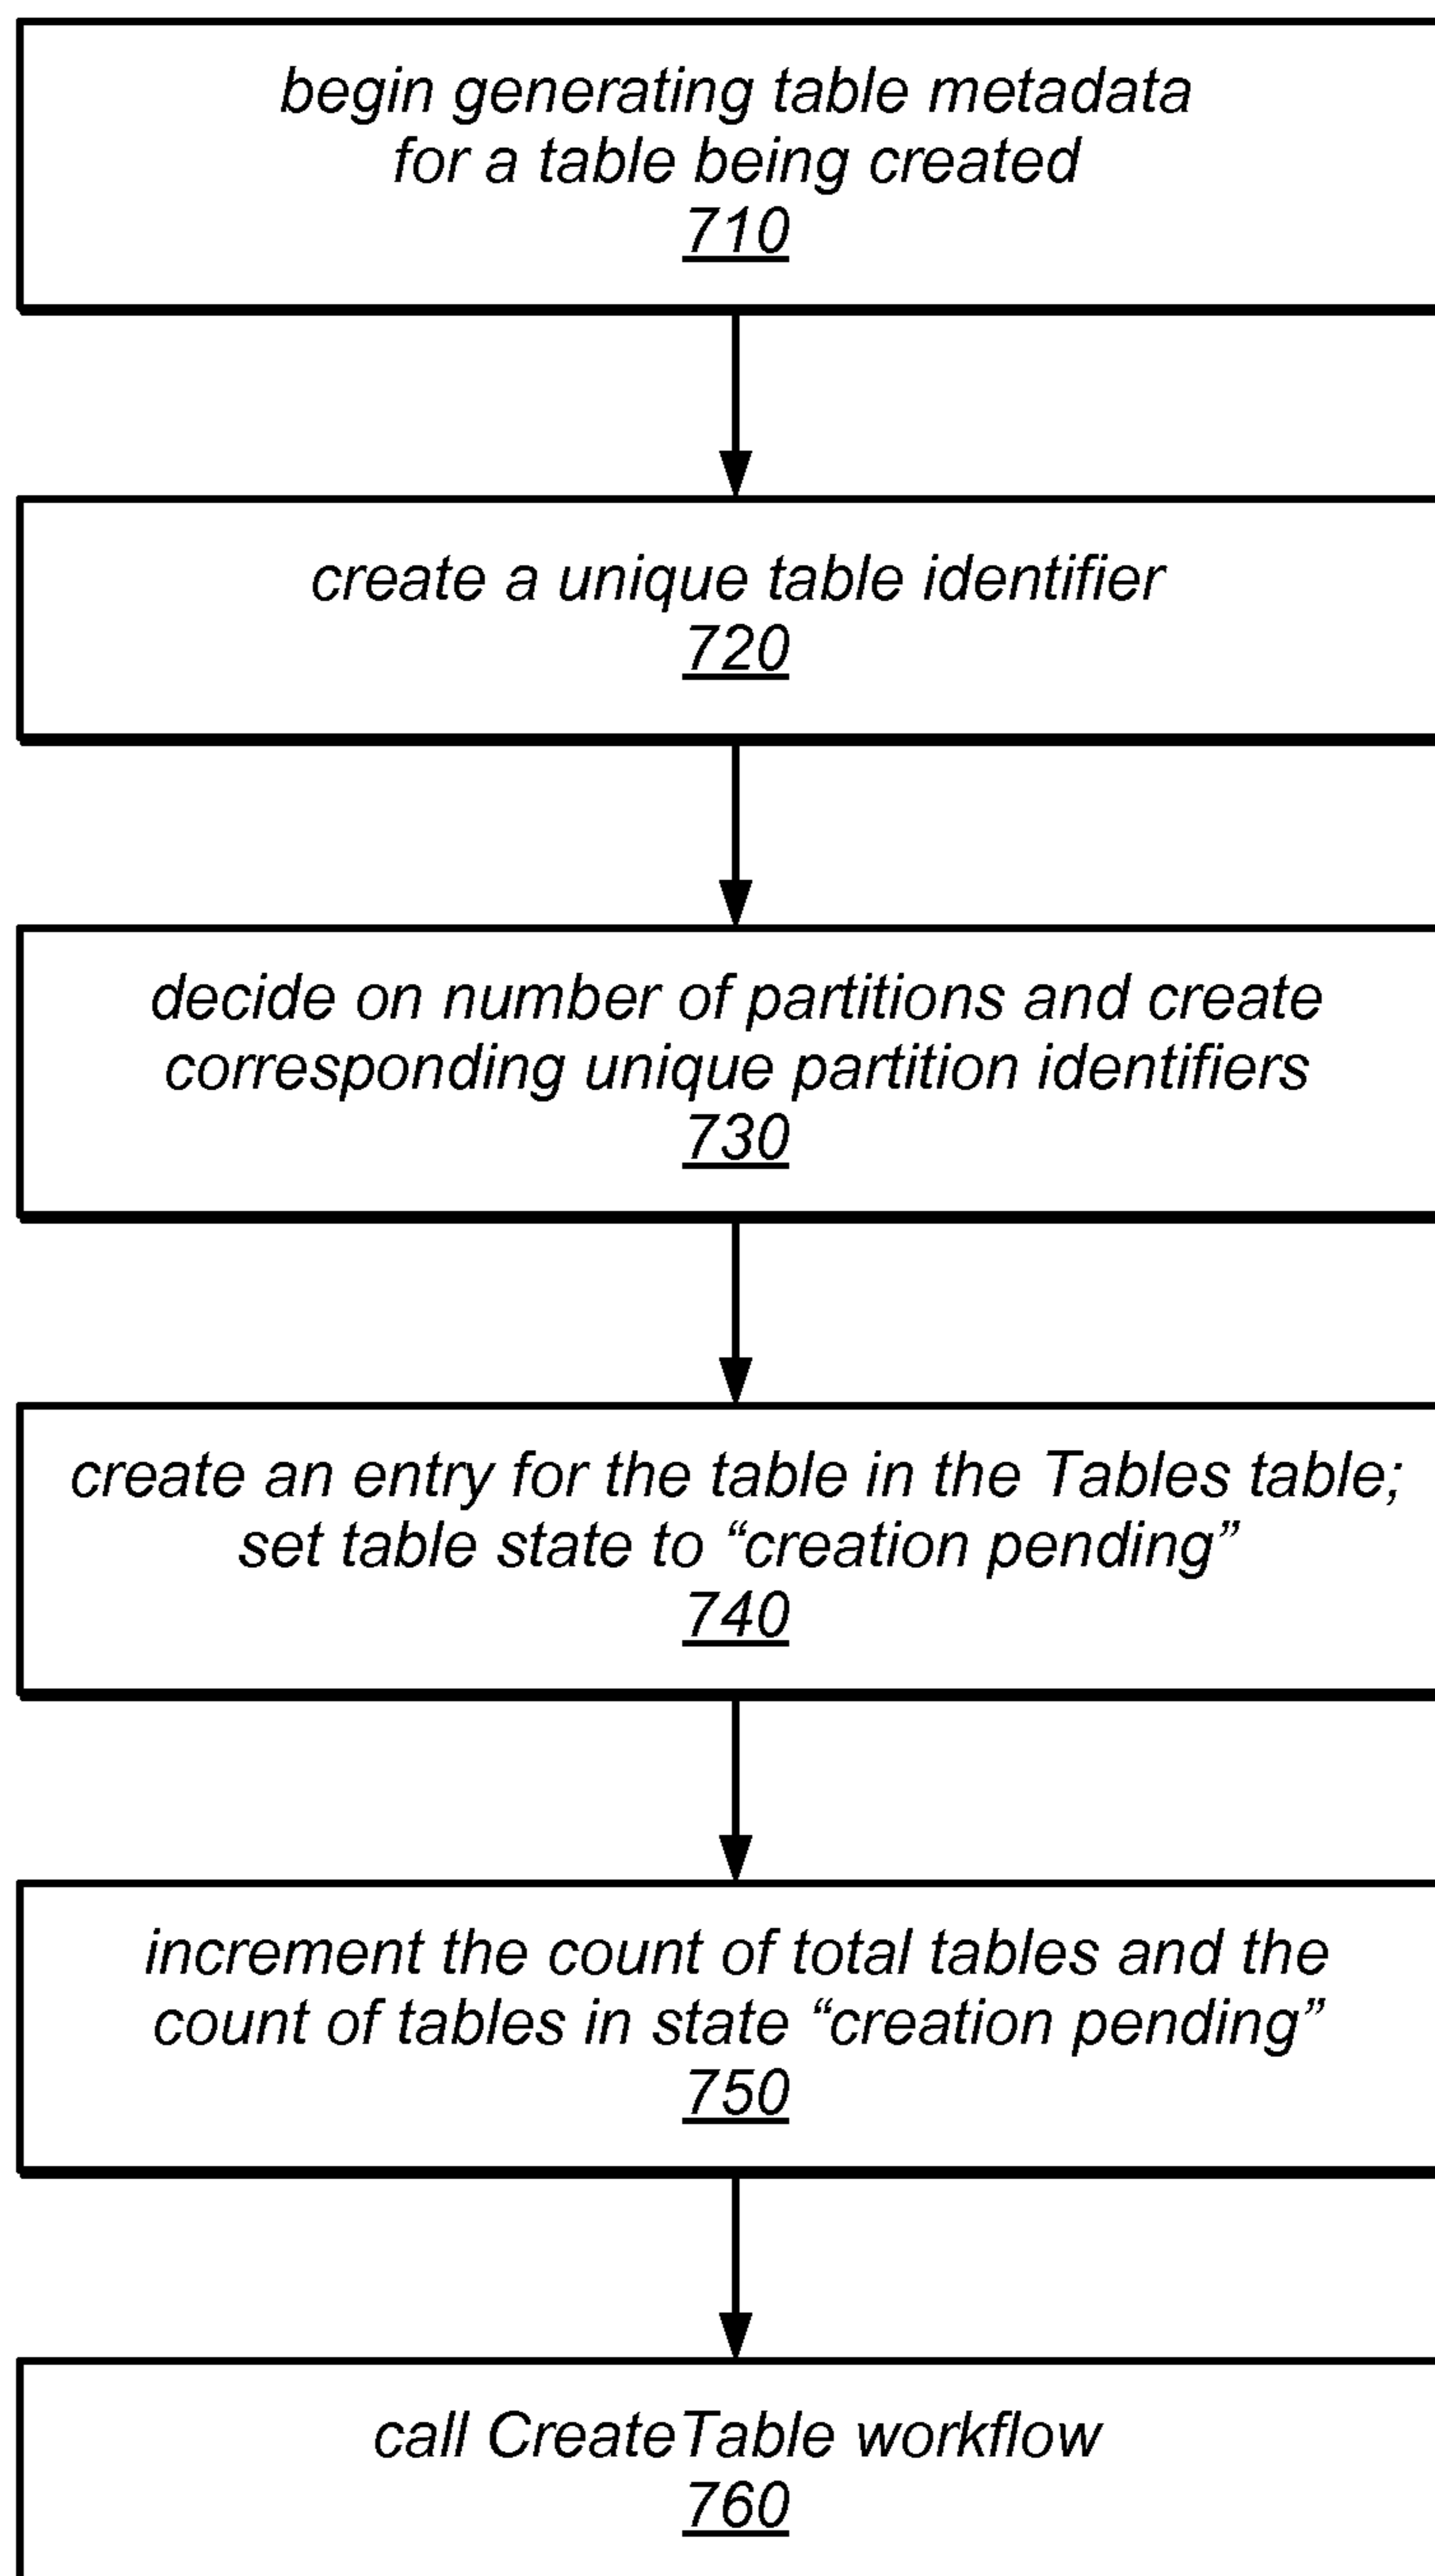 begin generating table metadata
for a table being created
710
create a unique table identifier
720
decide on number of partitions and create
corresponding unique partition identifiers
730
create an entry for the table in the Tables table;
set table state to “creation pending”
740
increment the count of total tables and the
count of tables in state “creation pending”
750
call CreateTable workflow
760